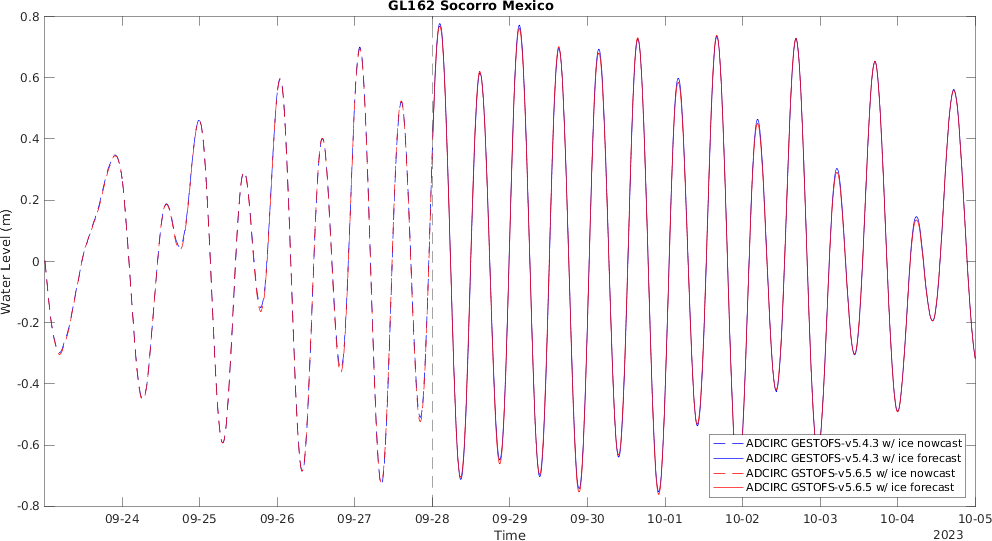 GL162 Socorro Mexico
0.8
0.6
0.4
0.2
0
-0.2
-0.4
-0.6
-0.8
Water Level (m)
ADCIRC GESTOFS-v5.4.3 w/ ice nowcast
ADCIRC GESTOFS-v5.4.3 w/ ice forecast
ADCIRC GSTOFS-v5.6.5 w/ ice nowcast
ADCIRC GSTOFS-v5.6.5 w/ ice forecast
09-24 09-25 09-26 09-27 09-28 09-29 09-30 10-01 10-02 10-03 10-04 10-05
Time
2023